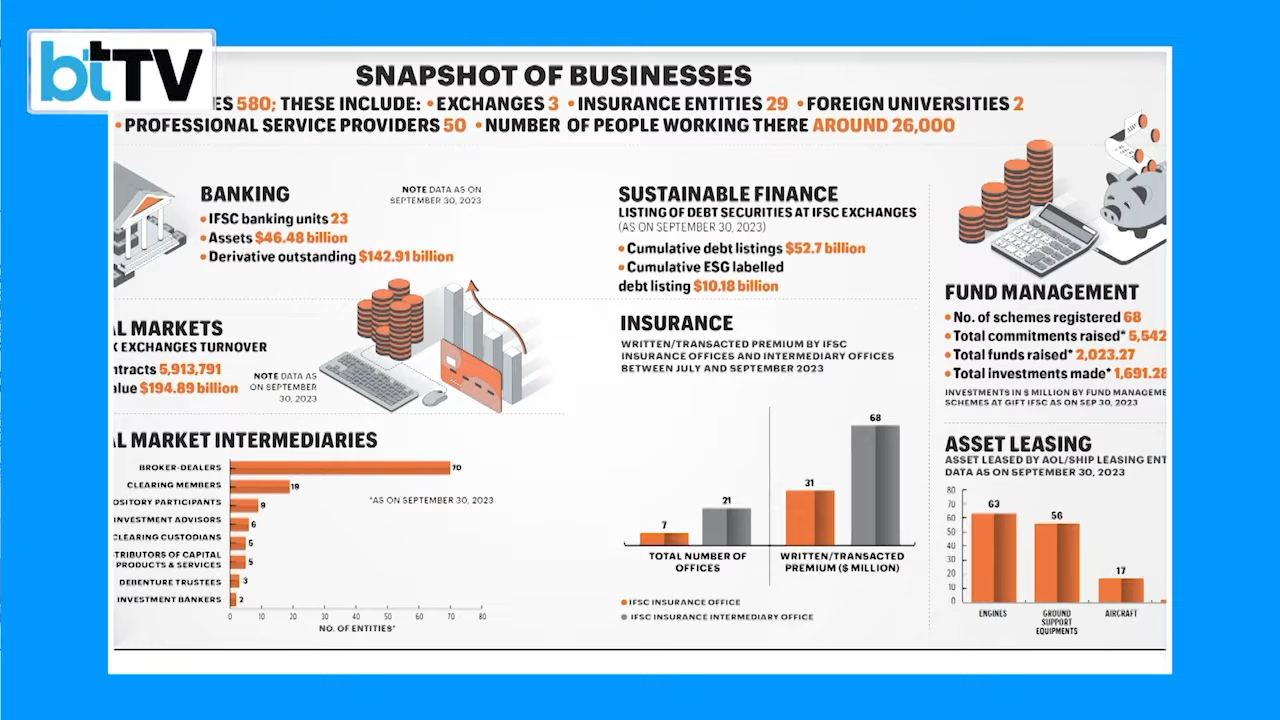 btTV
SNAPSHOT OF BUSINESSES
ES 580; THESE INCLUDE: • EXCHANGES 3 • INSURANCE ENTITIES 29 • FOREIGN UNIVERSITIES 2
• PROFESSIONAL SERVICE PROVIDERS 50 • NUMBER OF PEOPLE WORKING THERE AROUND 26,000
BANKING
• IFSC banking units 23
• Assets $46.48 billion
• Derivative outstanding $142.91 billion
NOTE DATA AS ON
SEPTEMBER 30, 2023
L MARKETS
K EXCHANGES TURNOVER
ntracts 5,913,791
alue $194.89 billion
NOTE DATA AS
ON SEPTEMBER
30, 2023
L MARKET INTERMEDIARIES
BROKER-DEALERS 70
CLEARING MEMBERS 19
OSITORY PARTICIPANTS 9
INVESTMENT ADVISORS 6
CLEARING CUSTODIANS 5
TRIBUTORS OF CAPITAL
PRODUCTS & SERVICES 5
DEBENTURE TRUSTEES 3
INVESTMENT BANKERS 2
0 10 20 30 40 50 60 70 80
NO. OF ENTITIES*
*AS ON SEPTEMBER 30, 2023
SUSTAINABLE FINANCE
LISTING OF DEBT SECURITIES AT IFSC EXCHANGES
(AS ON SEPTEMBER 30, 2023)
• Cumulative debt listings $52.7 billion
• Cumulative ESG labelled
debt listing $10.18 billion
INSURANCE
WRITTEN/TRANSACTED PREMIUM BY IFSC
INSURANCE OFFICES AND INTERMEDIARY OFFICES
BETWEEN JULY AND SEPTEMBER 2023
7 21 31 68
TOTAL NUMBER OF
OFFICES
WRITTEN/TRANSACTED
PREMIUM ($ MILLION)
• IFSC INSURANCE OFFICE
• IFSC INSURANCE INTERMEDIARY OFFICE
FUND MANAGEMENT
• No. of schemes registered 68
• Total commitments raised* 5,542
• Total funds raised* 2,023.27
• Total investments made* 1,691.28
INVESTMENTS IN $ MILLION BY FUND MANAGEME
SCHEMES AT GIFT IFSC AS ON SEP 30, 2023
ASSET LEASING
ASSET LEASED BY AOL/SHIP LEASING ENT
DATA AS ON SEPTEMBER 30, 2023
80
70
60
50
40
30
20
10
0
63 56 17
ENGINES
GROUND
SUPPORT
EQUIPMENTS
AIRCRAFT